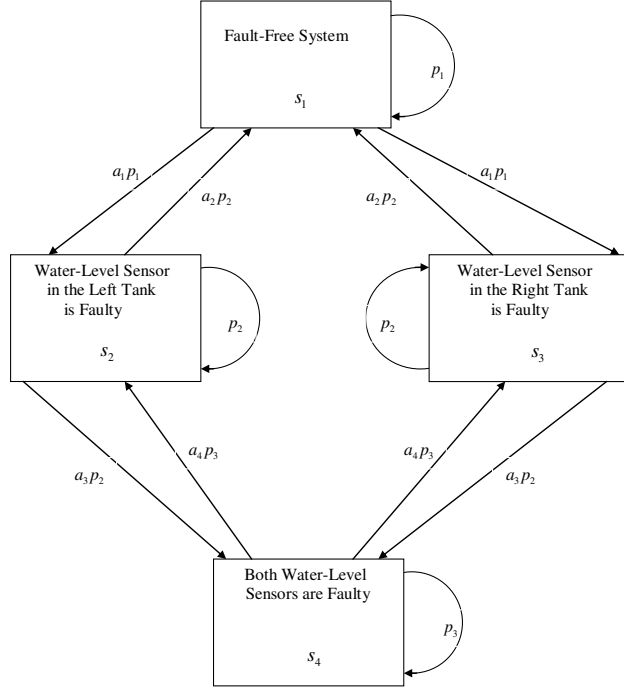 Fault-Free System
p₁
s₁
a₁p₁
a₂p₂
a₂p₂
a₁p₁
Water-Level Sensor
in the Left Tank
is Faulty
s₂
p₂
p₂
Water-Level Sensor
in the Right Tank
is Faulty
s₃
a₃p₂
a₄p₃
a₄p₃
a₃p₂
Both Water-Level
Sensors are Faulty
s₄
p₃